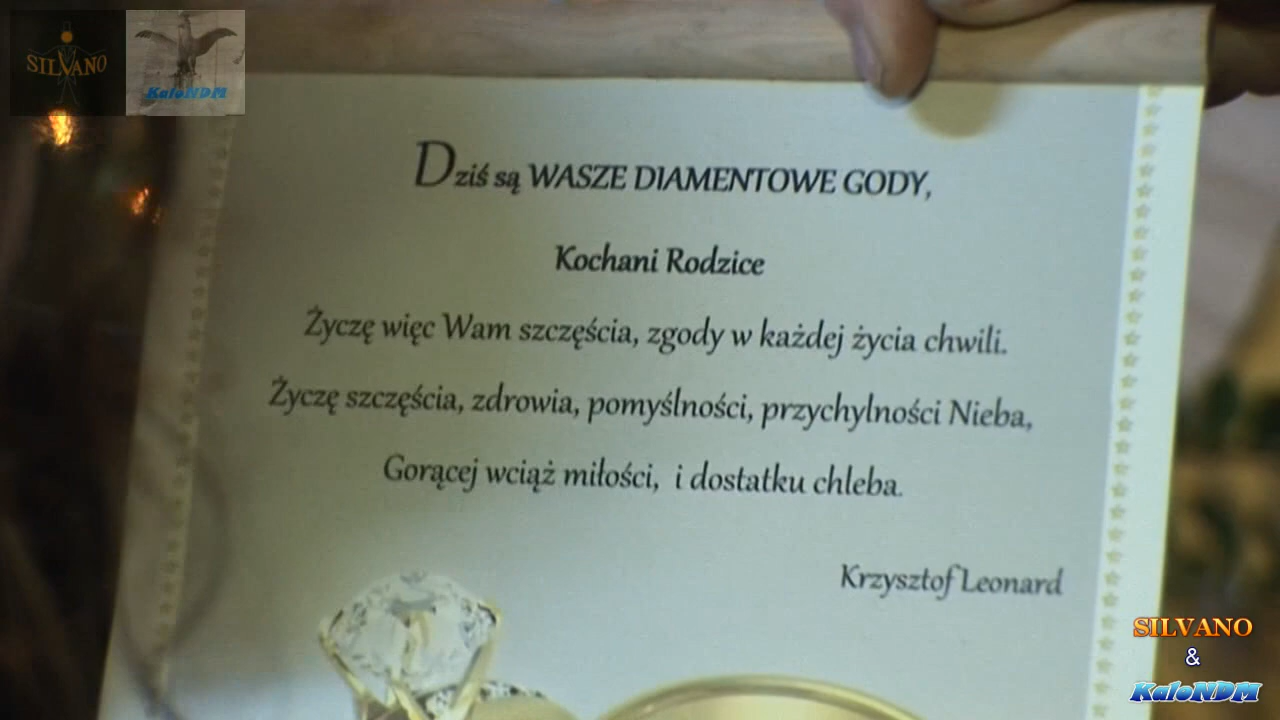 SILVANO
KaloNDM
Dziś są WASZE DIAMENTOWE GODY,
Kochani Rodzice
Życzę więc Wam szczęścia, zgody w każdej życia chwili.
Życzę szczęścia, zdrowia, pomyślności, przychylności Nieba,
Gorącej wciąż miłości, i dostatku chleba.
Krzysztof Leonard
SILVANO
&
KaloNDM